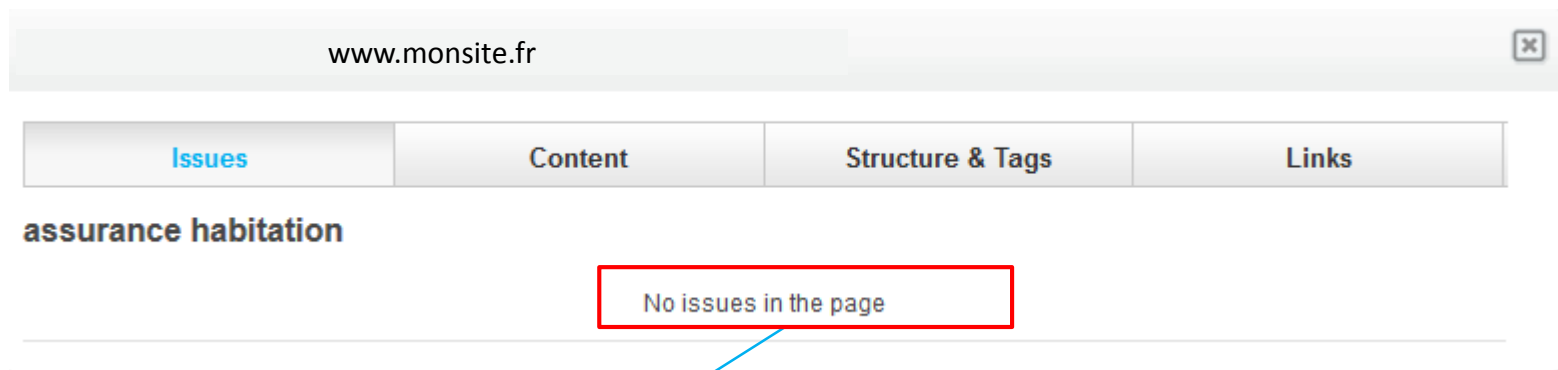 www.monsite.fr
Issues Content Structure & Tags Links
assurance habitation
No issues in the page